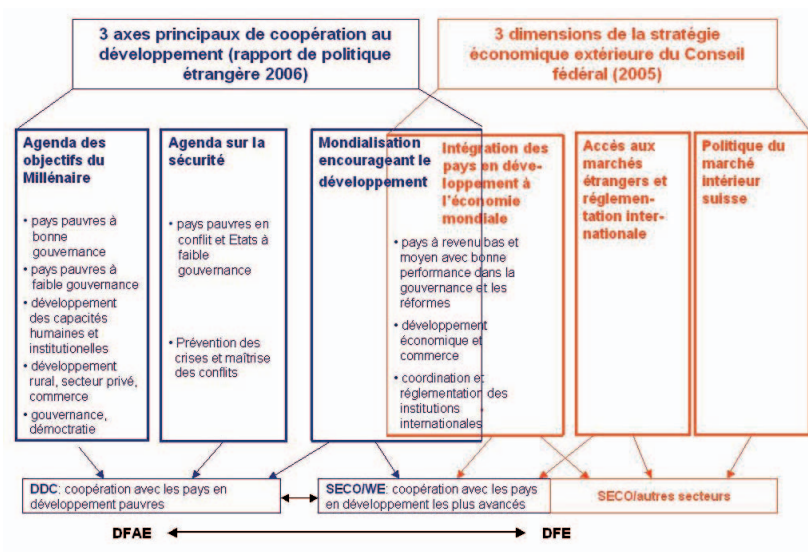 3 axes principaux de coopération au
développement (rapport de politique
étrangère 2006)
3 dimensions de la stratégie
économique extérieure du Conseil
fédéral (2005)
Agenda des
objectifs du
Millénaire
• pays pauvres à
bonne
gouvernance
• pays pauvres à
faible gouvernance
• développement
des capacités
humaines et
institutionelles
• développement
rural, secteur privé,
commerce
• gouvernance,
démoctratie
Agenda sur la
sécurité
• pays pauvres en
conflit et Etats à
faible
gouvernance
• Prévention des
crises et maîtrise
des conflits
Mondialisation
encourageant le
développement
Intégration des
pays en déve-
loppement à
l'économie
mondiale
• pays à revenu bas et
moyen avec bonne
performance dans la
gouvernance et les
réformes
• développement
économique et
commerce
• coordination et
réglementation des
institutions
internationales
Accès aux
marchés
étrangers et
réglemen-
tation inter-
nationale
Politique du
marché
intérieur
suisse
DDC: coopération avec les pays en
développement pauvres
SECO/WE: coopération avec les pays
en développement les plus avancés
SECO/autres secteurs
DFAE
DFE